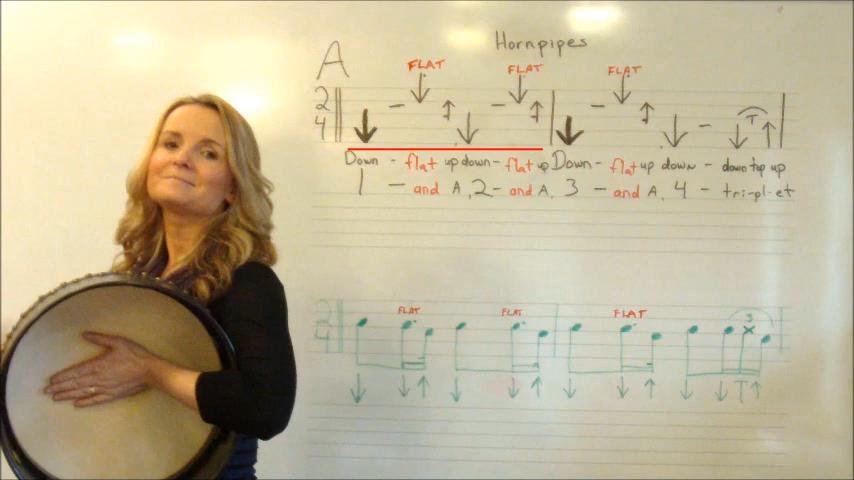 Hornpipes
A
FLAT FLAT FLAT
2
4
T
Down - flat up down - flat up Down - flat up down - down top up
1 - and A, 2 - and A, 3 - and A, 4 - tri-pl-et
FLAT FLAT FLAT
3
2
4
T